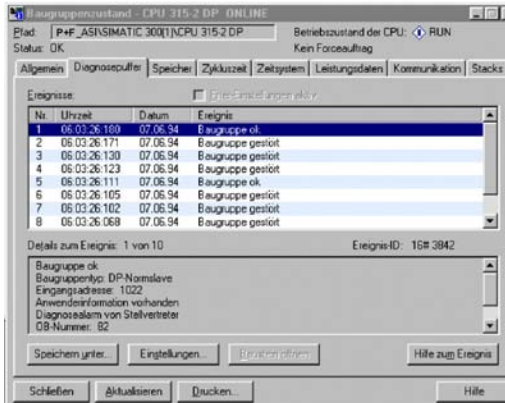 Baugruppenzustand - CPU 315-2 DP ONLINE
Pfad: P+F_ASI\SIMATIC 300(1)\CPU 315-2 DP Betriebszustand der CPU: RUN
Status: OK Kein Forceauftrag
Allgemein Diagnosepuffer Speicher Zykluszeit Zeitsystem Leistungsdaten Kommunikation Stacks
Ereignisse:
Nr. Uhrzeit Datum Ereignis
1 06:03:26:180 07.06.94 Baugruppe ok
2 06:03:26:171 07.06.94 Baugruppe gestört
3 06:03:26:130 07.06.94 Baugruppe gestört
4 06:03:26:123 07.06.94 Baugruppe gestört
5 06:03:26:111 07.06.94 Baugruppe ok
6 06:03:26:105 07.06.94 Baugruppe gestört
7 06:03:26:102 07.06.94 Baugruppe gestört
8 06:03:26:068 07.06.94 Baugruppe gestört
Details zum Ereignis: 1 von 10 Ereignis-ID: 16# 3842
Baugruppe ok
Baugruppentyp: DP-Normslave
Eingangsadresse: 1022
Anwenderinformation vorhanden
Diagnosealarm von Stellvertreter
OB-Nummer: 82
Speichern unter... Einstellungen... Baustein öffnen Hilfe zum Ereignis
Schließen Aktualisieren Drucken... Hilfe